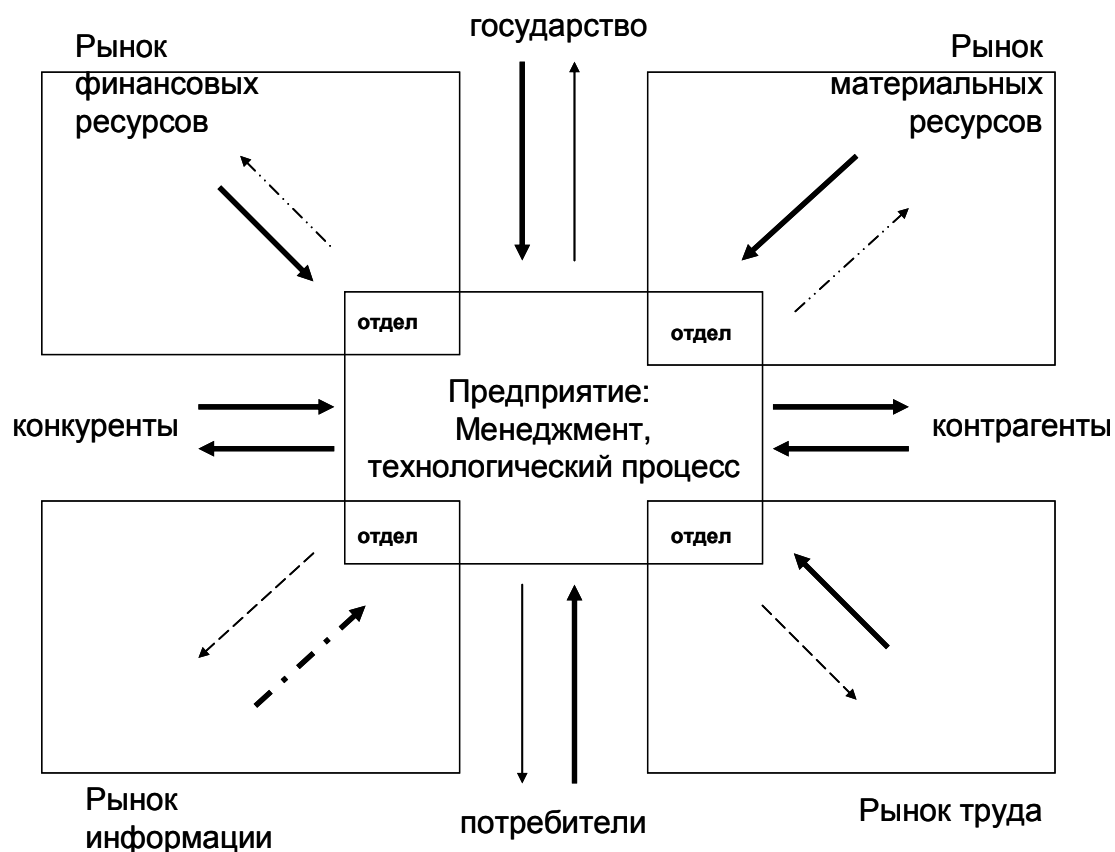 государство
Рынок
финансовых
ресурсов
Рынок
материальных
ресурсов
отдел
отдел
Предприятие:
Менеджмент,
технологический процесс
конкуренты
контрагенты
отдел
отдел
Рынок
информации
потребители
Рынок труда